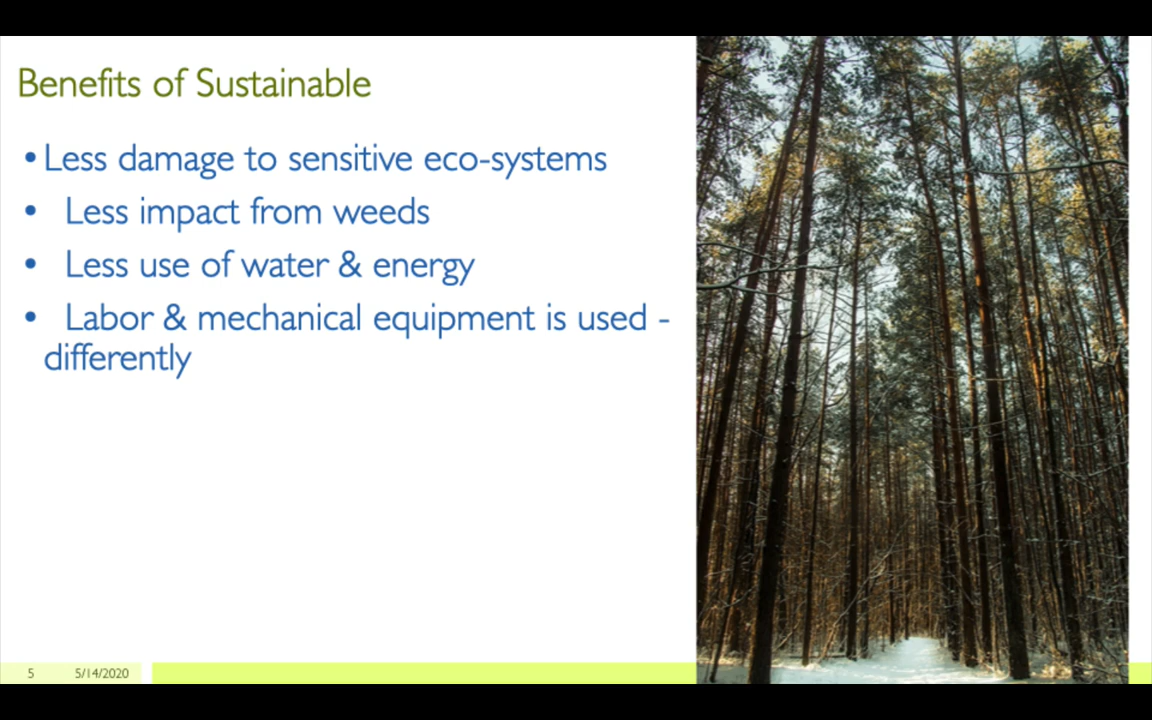 Benefits of Sustainable
• Less damage to sensitive eco-systems
• Less impact from weeds
• Less use of water & energy
• Labor & mechanical equipment is used -
differently
5 5/14/2020